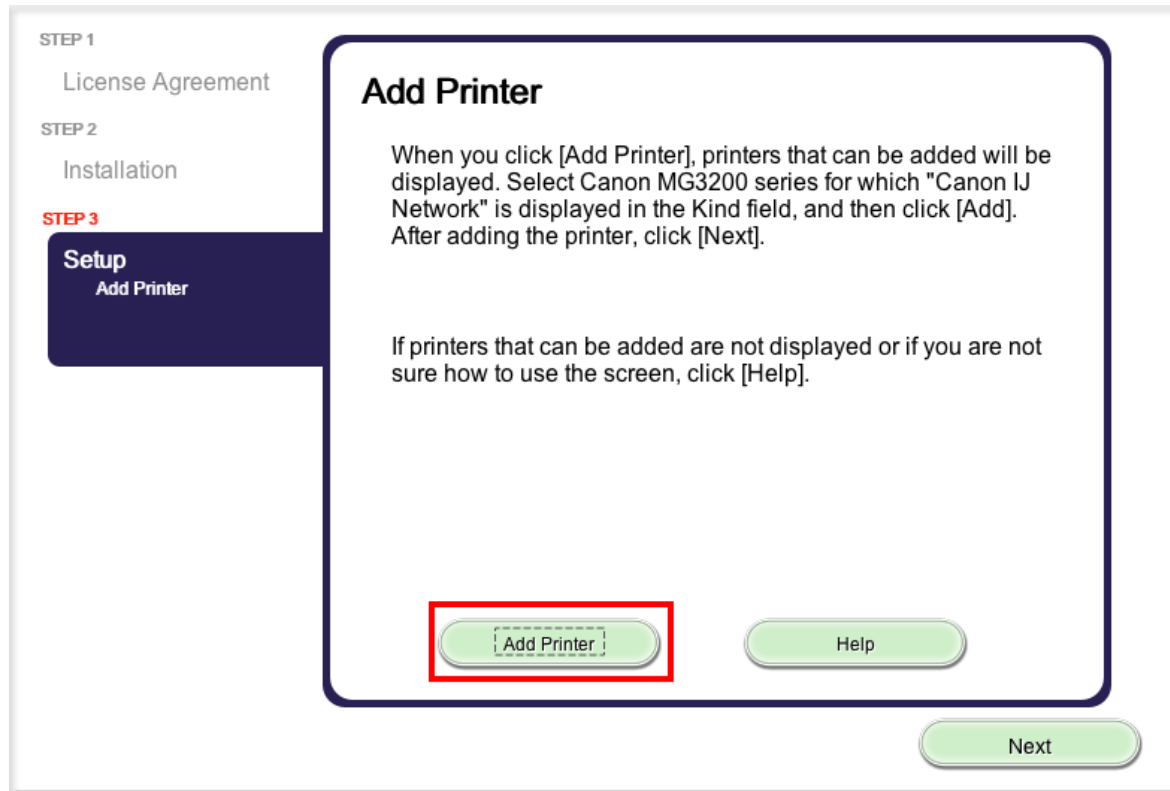 STEP 1
License Agreement
STEP 2
Installation
STEP 3
Setup
Add Printer
Add Printer
When you click [Add Printer], printers that can be added will be
displayed. Select Canon MG3200 series for which "Canon IJ
Network" is displayed in the Kind field, and then click [Add].
After adding the printer, click [Next].
If printers that can be added are not displayed or if you are not
sure how to use the screen, click [Help].
Add Printer
Help
Next